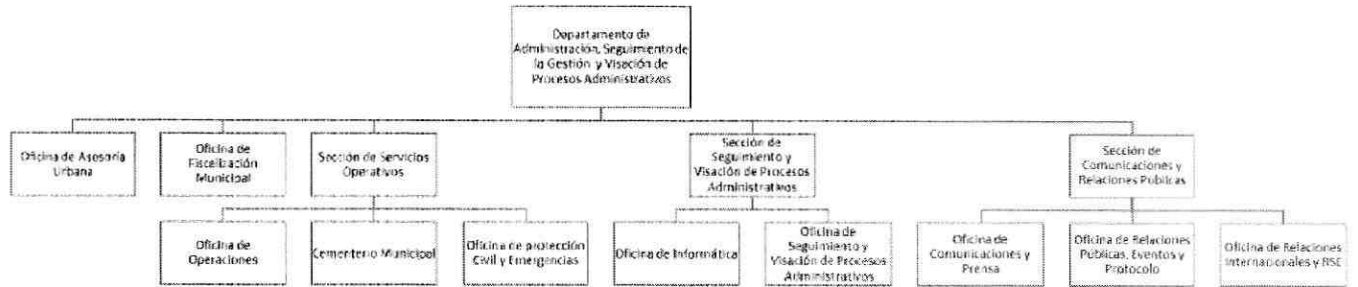 Departamento de
Administración, Seguimiento de
la Gestión y Visación de
Procesos Administrativos
Oficina de Asesoría
Urbana
Oficina de
Fiscalización
Municipal
Sección de Servicios
Operativos
Sección de
Seguimiento y
Visación de Procesos
Administrativos
Sección de
Comunicaciones y
Relaciones Públicas
Oficina de
Operaciones
Cementerio Municipal
Oficina de protección
Civil y Emergencias
Oficina de Informática
Oficina de
Seguimiento y
Visación de Procesos
Administrativos
Oficina de
Comunicaciones y
Prensa
Oficina de Relaciones
Públicas, Eventos y
Protocolo
Oficina de Relaciones
Internacionales y RSE